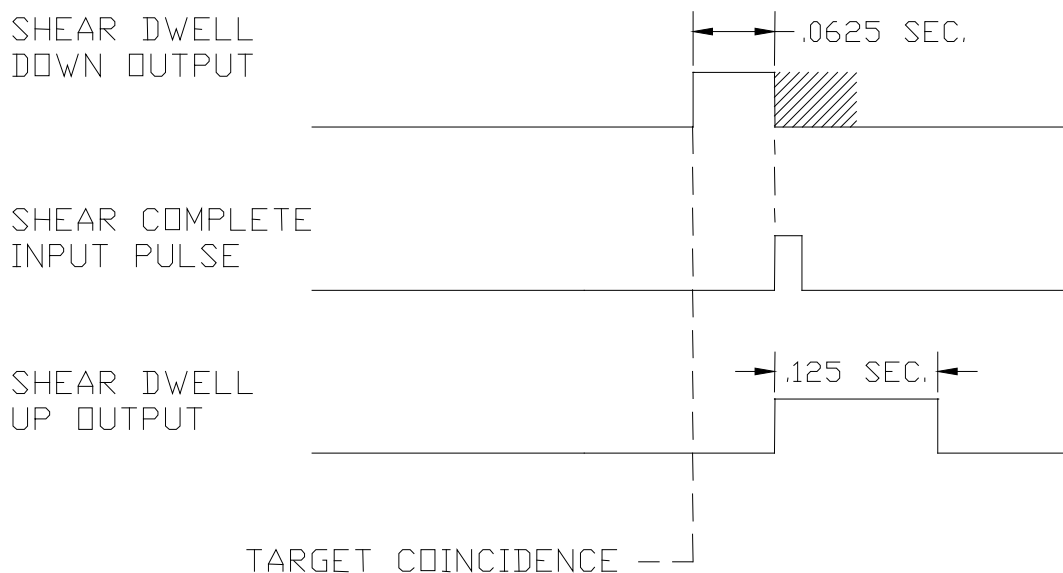 SHEAR DWELL
DOWN OUTPUT
.0625 SEC.
SHEAR COMPLETE
INPUT PULSE
SHEAR DWELL
UP OUTPUT
.125 SEC.
TARGET COINCIDENCE